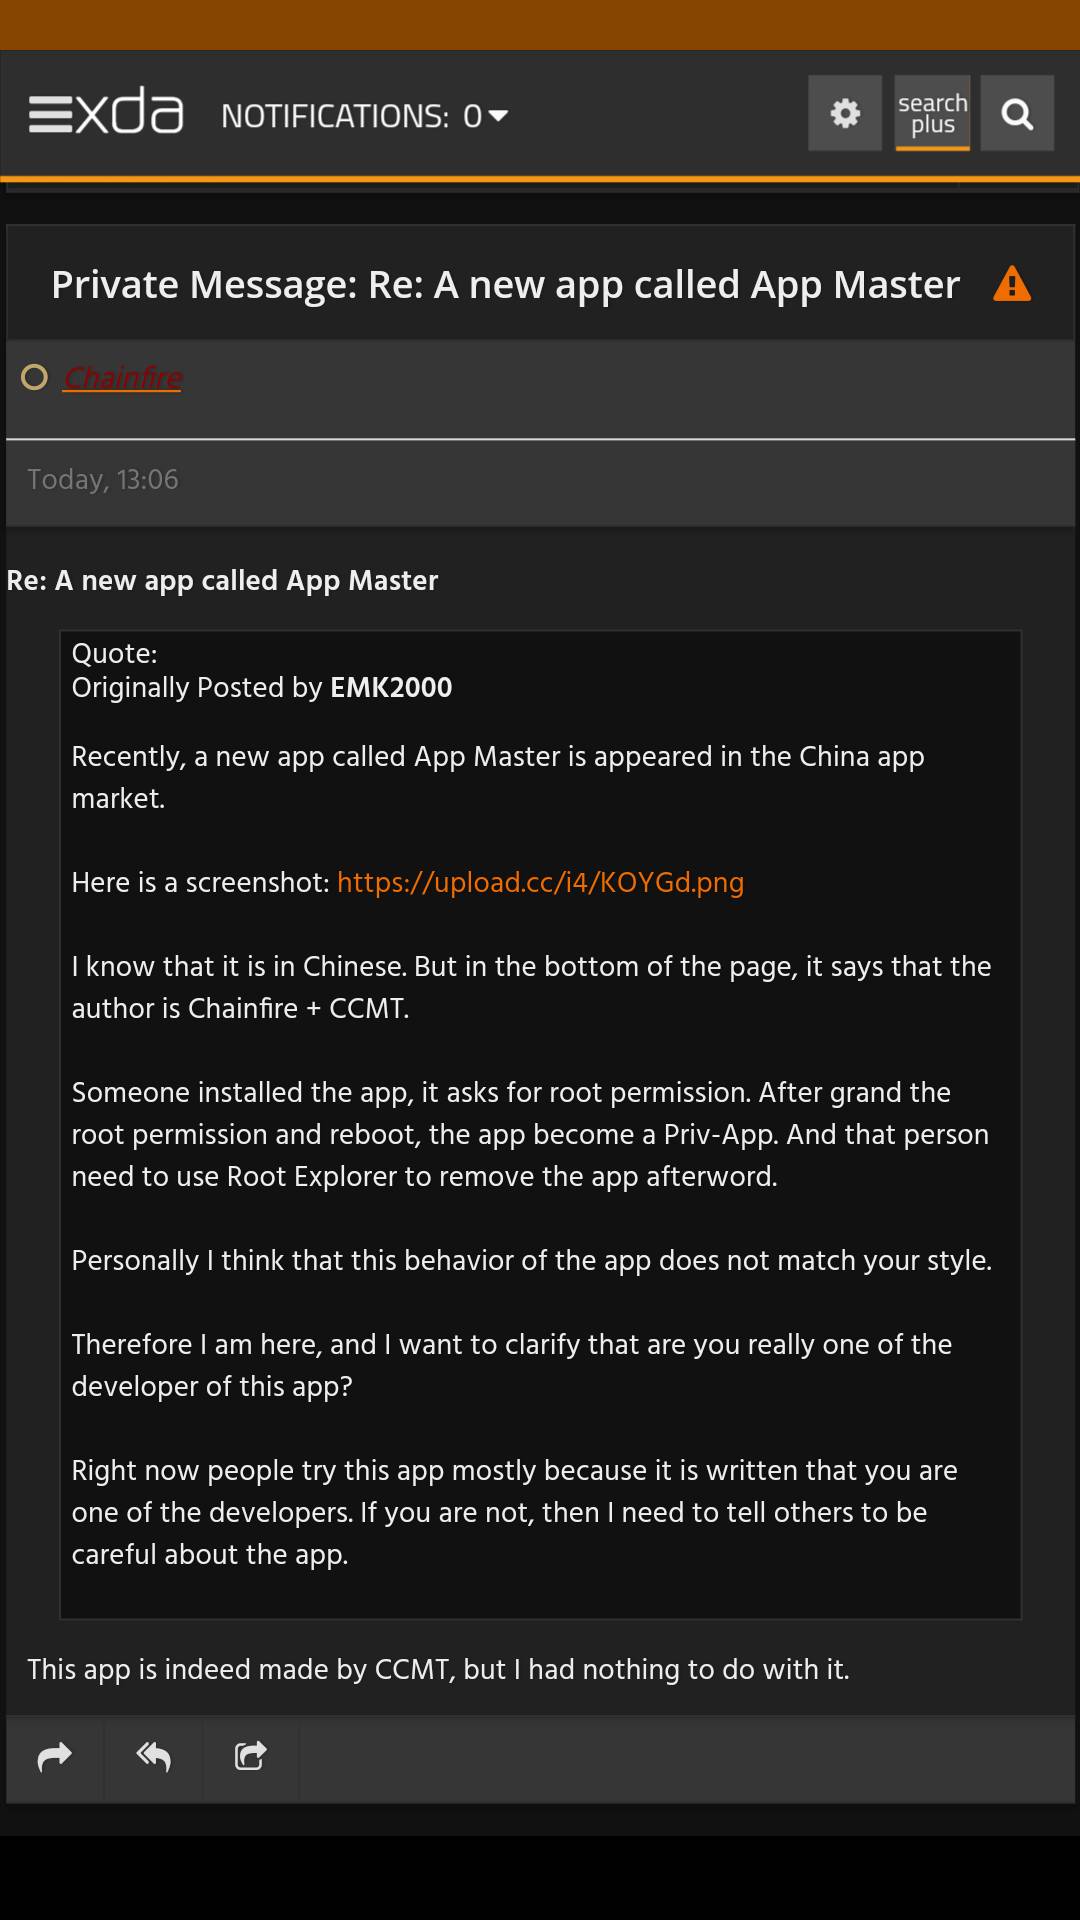 xda NOTIFICATIONS: 0
search
plus
Private Message: Re: A new app called App Master
Chainfire
Today, 13:06
Re: A new app called App Master
Quote:
Originally Posted by EMK2000
Recently, a new app called App Master is appeared in the China app
market.
Here is a screenshot: https://upload.cc/i4/KOYGd.png
I know that it is in Chinese. But in the bottom of the page, it says that the
author is Chainfire + CCMT.
Someone installed the app, it asks for root permission. After grand the
root permission and reboot, the app become a Priv-App. And that person
need to use Root Explorer to remove the app afterword.
Personally I think that this behavior of the app does not match your style.
Therefore I am here, and I want to clarify that are you really one of the
developer of this app?
Right now people try this app mostly because it is written that you are
one of the developers. If you are not, then I need to tell others to be
careful about the app.
This app is indeed made by CCMT, but I had nothing to do with it.